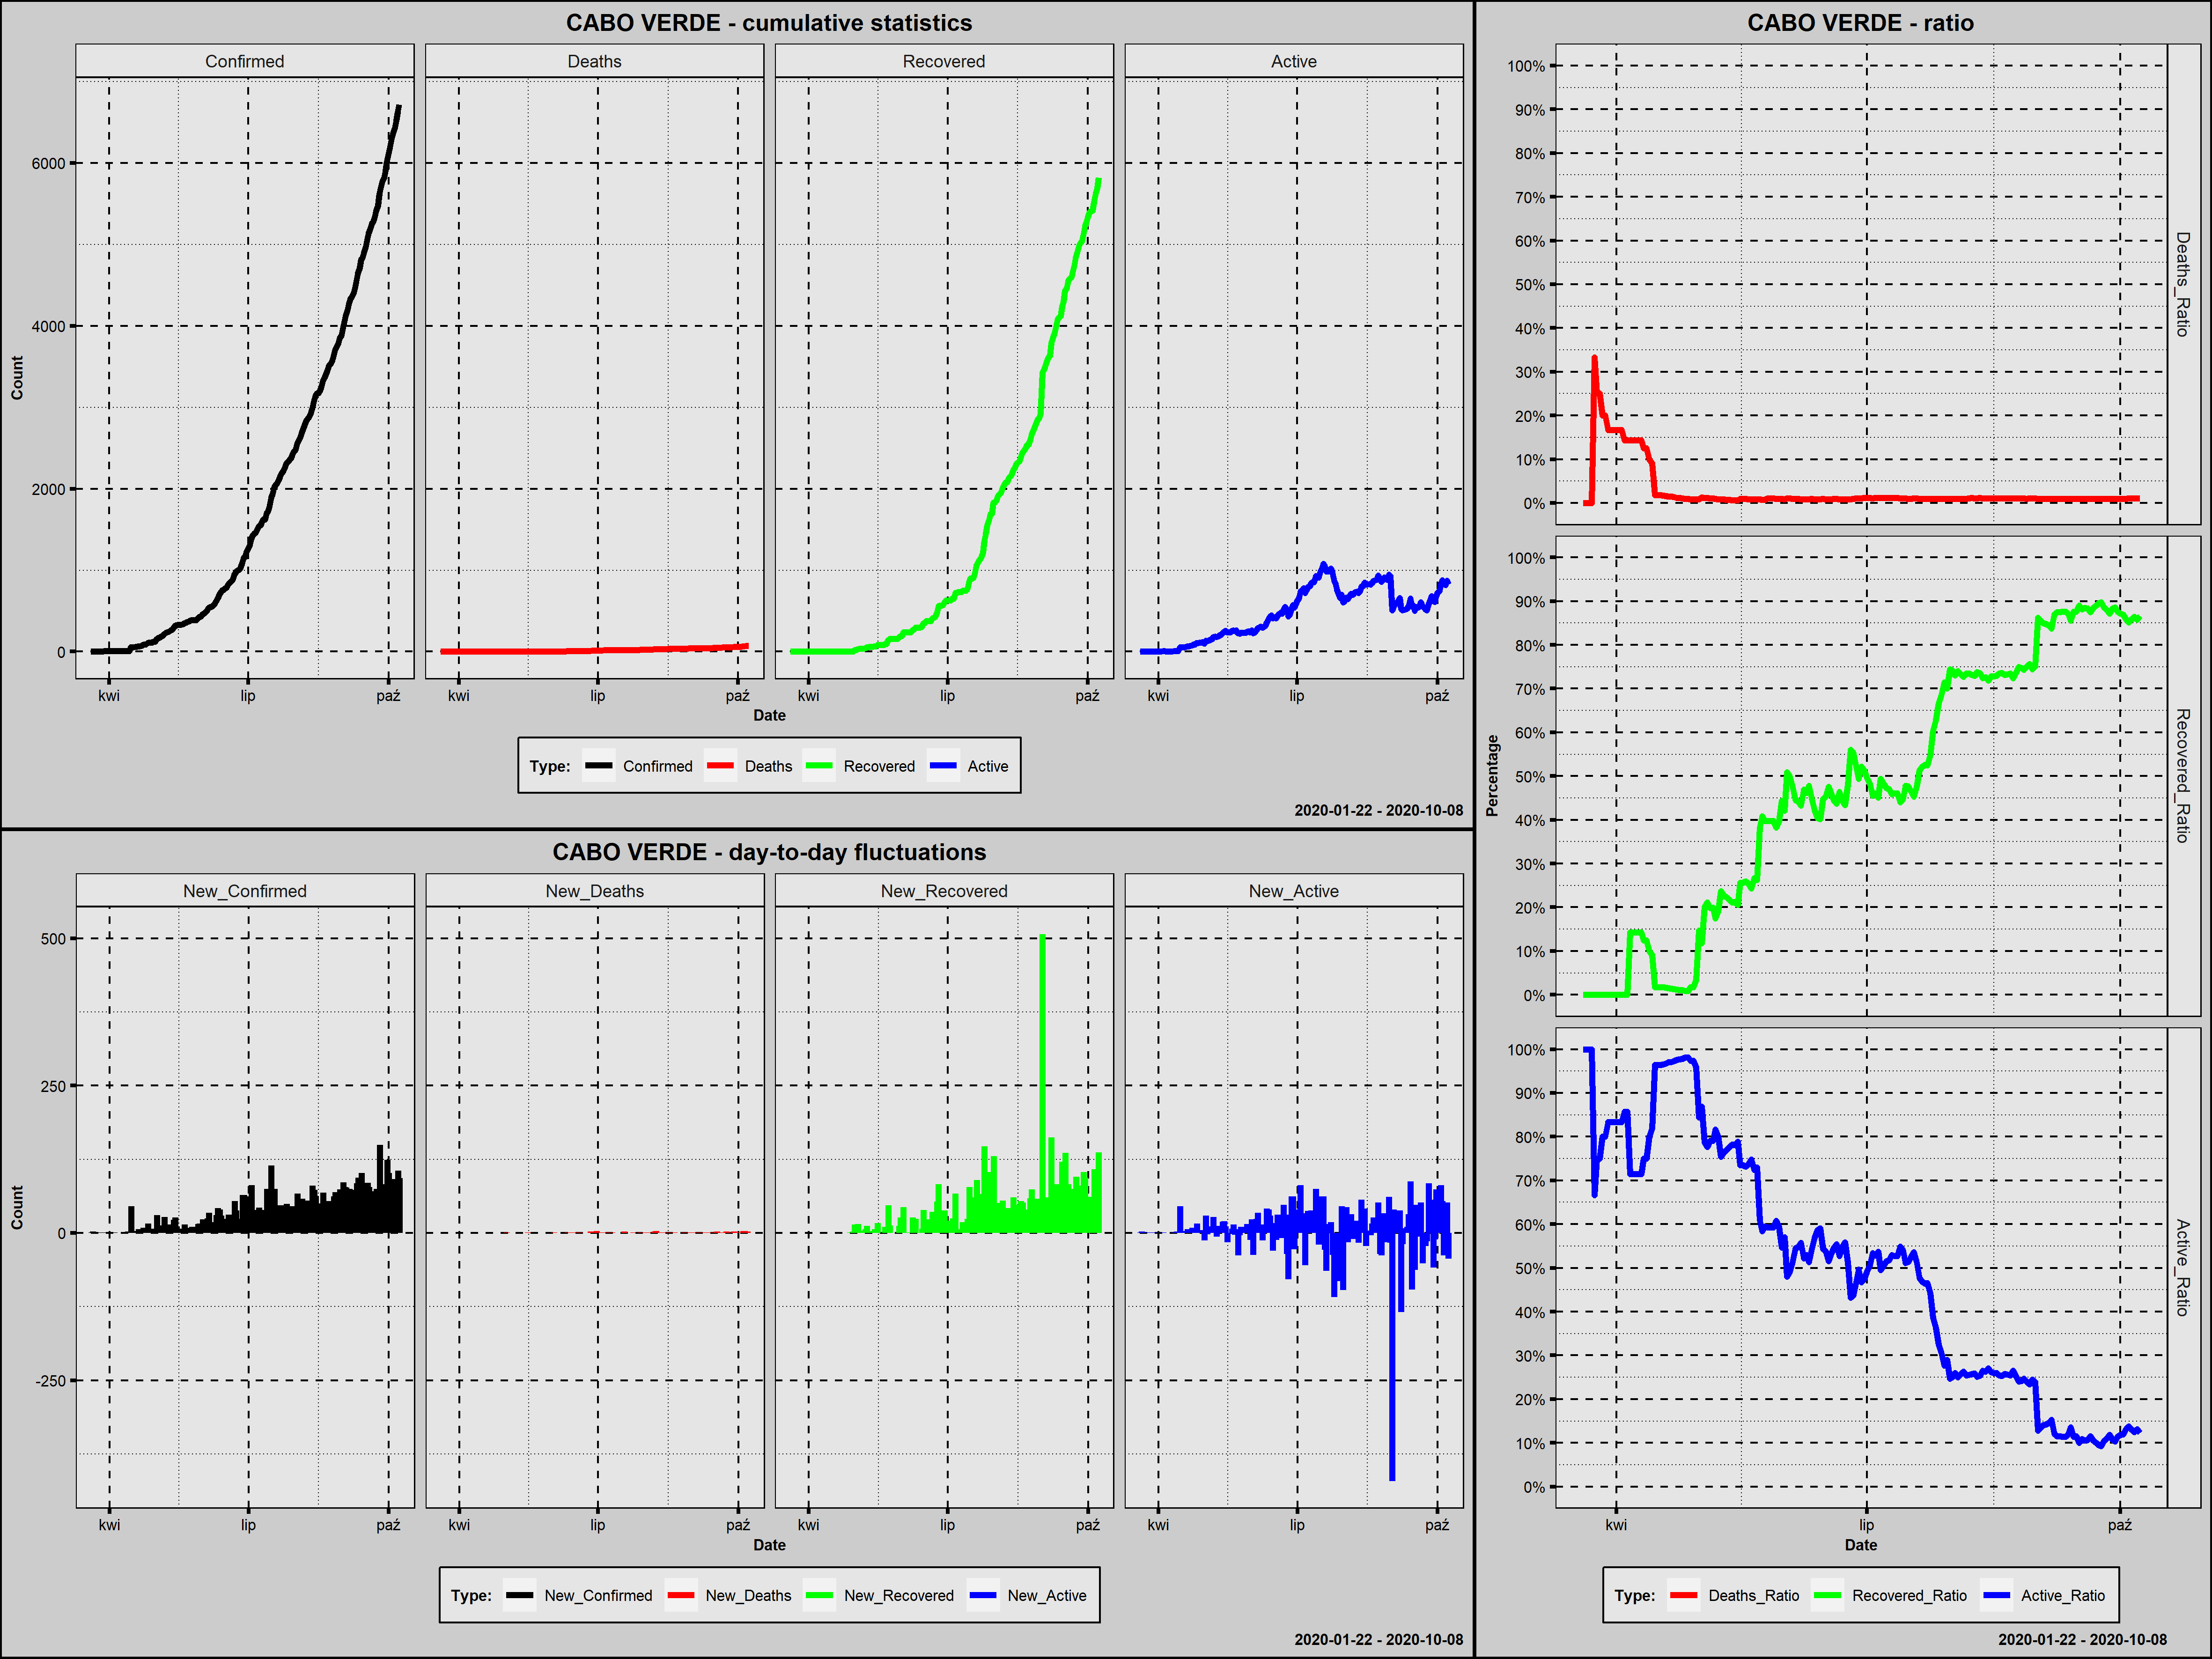 CABO VERDE - cumulative statistics
Confirmed Deaths Recovered Active
Count
6000
4000
2000
0
kwi lip paź kwi lip paź kwi lip paź kwi lip paź
Date
Type: Confirmed Deaths Recovered Active
2020-01-22 - 2020-10-08
CABO VERDE - day-to-day fluctuations
New_Confirmed New_Deaths New_Recovered New_Active
Count
500
250
0
-250
kwi lip paź kwi lip paź kwi lip paź kwi lip paź
Date
Type: New_Confirmed New_Deaths New_Recovered New_Active
2020-01-22 - 2020-10-08
CABO VERDE - ratio
Percentage
100%
90%
80%
70%
60%
50%
40%
30%
20%
10%
0%
Deaths_Ratio
100%
90%
80%
70%
60%
50%
40%
30%
20%
10%
0%
Recovered_Ratio
100%
90%
80%
70%
60%
50%
40%
30%
20%
10%
0%
Active_Ratio
kwi lip paź
Date
Type: Deaths_Ratio Recovered_Ratio Active_Ratio
2020-01-22 - 2020-10-08